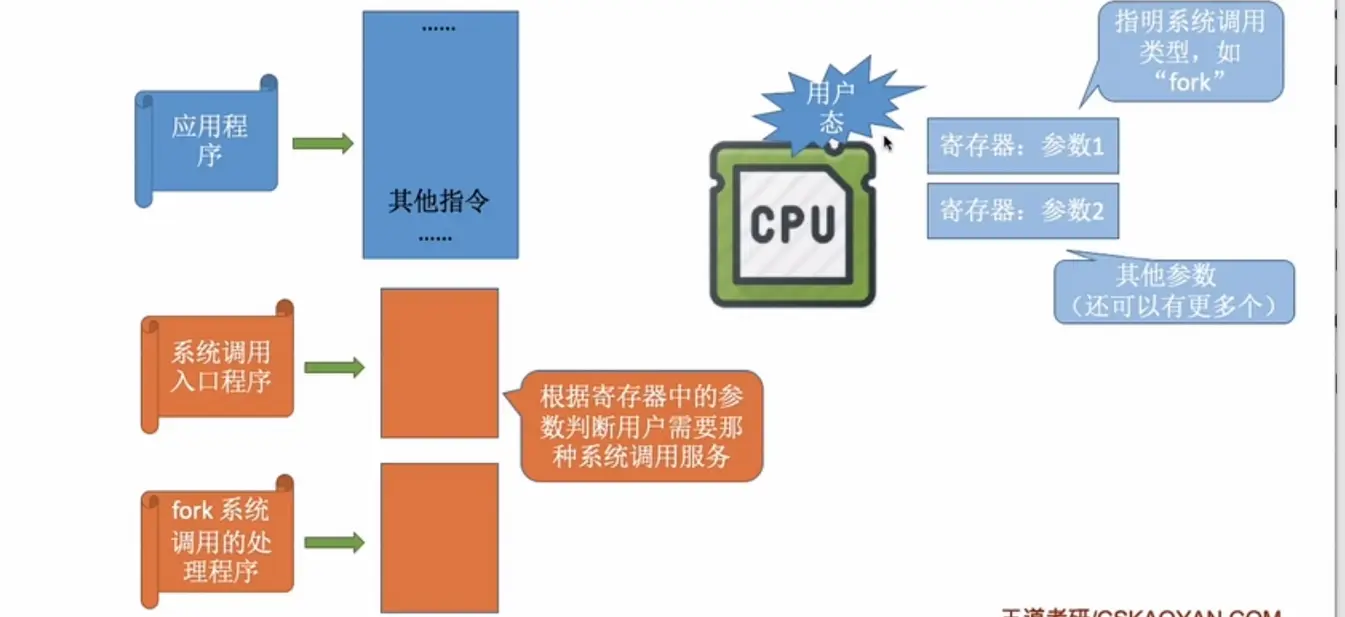 ……
应用程
序
其他指令
……
用户
态
CPU
指明系统调用
类型，如
“fork”
寄存器：参数1
寄存器：参数2
其他参数
（还可以有更多个）
系统调用
入口程序
根据寄存器中的参
数判断用户需要那
种系统调用服务
fork 系统
调用的处
理程序
王道考研/CSKAOYAN.COM